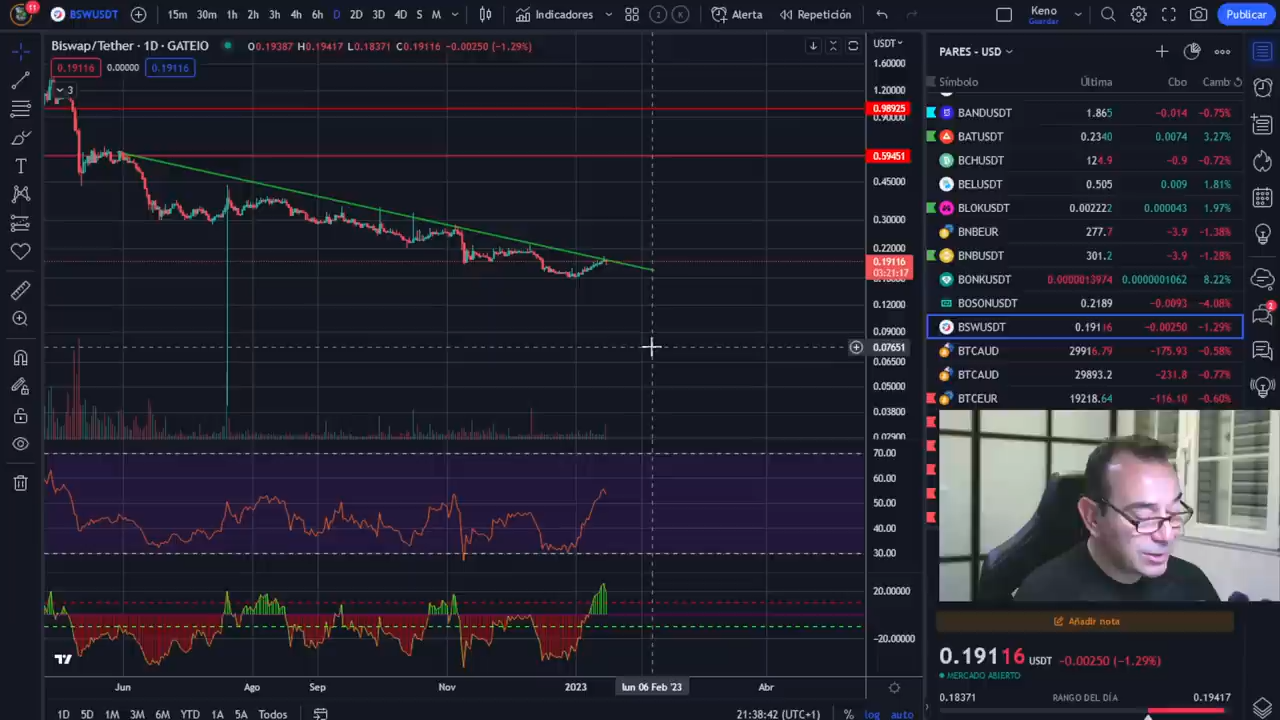 11
BSWUSDT 15m 30m 1h 2h 3h 4h 6h D 2D 3D 4D S M Indicadores Alerta Repetición Keno Guardar Publicar
Biswap/Tether · 1D · GATEIO O0.19387 H0.19417 L0.18371 C0.19116 −0.00250 (−1.29%)
0.19116 0.00000 0.19116
3
USDT
1.60000
1.20000
0.98925
0.90000
0.59451
0.45000
0.30000
0.22000
0.19116
03:21:17
0.12000
0.09000
0.07651
0.06500
0.05000
0.03800
0.02900
70.00
60.00
50.00
40.00
30.00
20.00000
−20.00000
Jun Ago Sep Nov 2023 lun 06 Feb '23 Abr
1D 5D 1M 3M 6M YTD 1A 5A Todos 21:38:42 (UTC+1) % log auto
PARES - USD
Símbolo Última Cbo Camb
BANDUSDT 1.865 −0.014 −0.75%
BATUSDT 0.2340 0.0074 3.27%
BCHUSDT 124.9 −0.9 −0.72%
BELUSDT 0.505 0.009 1.81%
BLOKUSDT 0.002222 0.000043 1.97%
BNBEUR 277.7 −3.9 −1.38%
BNBUSDT 301.2 −3.9 −1.28%
BONKUSDT 0.0000013974 0.0000001062 8.22%
BOSONUSDT 0.2189 −0.0093 −4.08%
BSWUSDT 0.19116 −0.00250 −1.29%
BTCAUD 29916.79 −175.93 −0.58%
BTCAUD 29893.2 −231.8 −0.77%
BTCEUR 19218.64 −116.10 −0.60%
2
Añadir nota
0.19116 USDT −0.00250 (−1.29%)
MERCADO ABIERTO
0.18371 RANGO DEL DÍA 0.19417